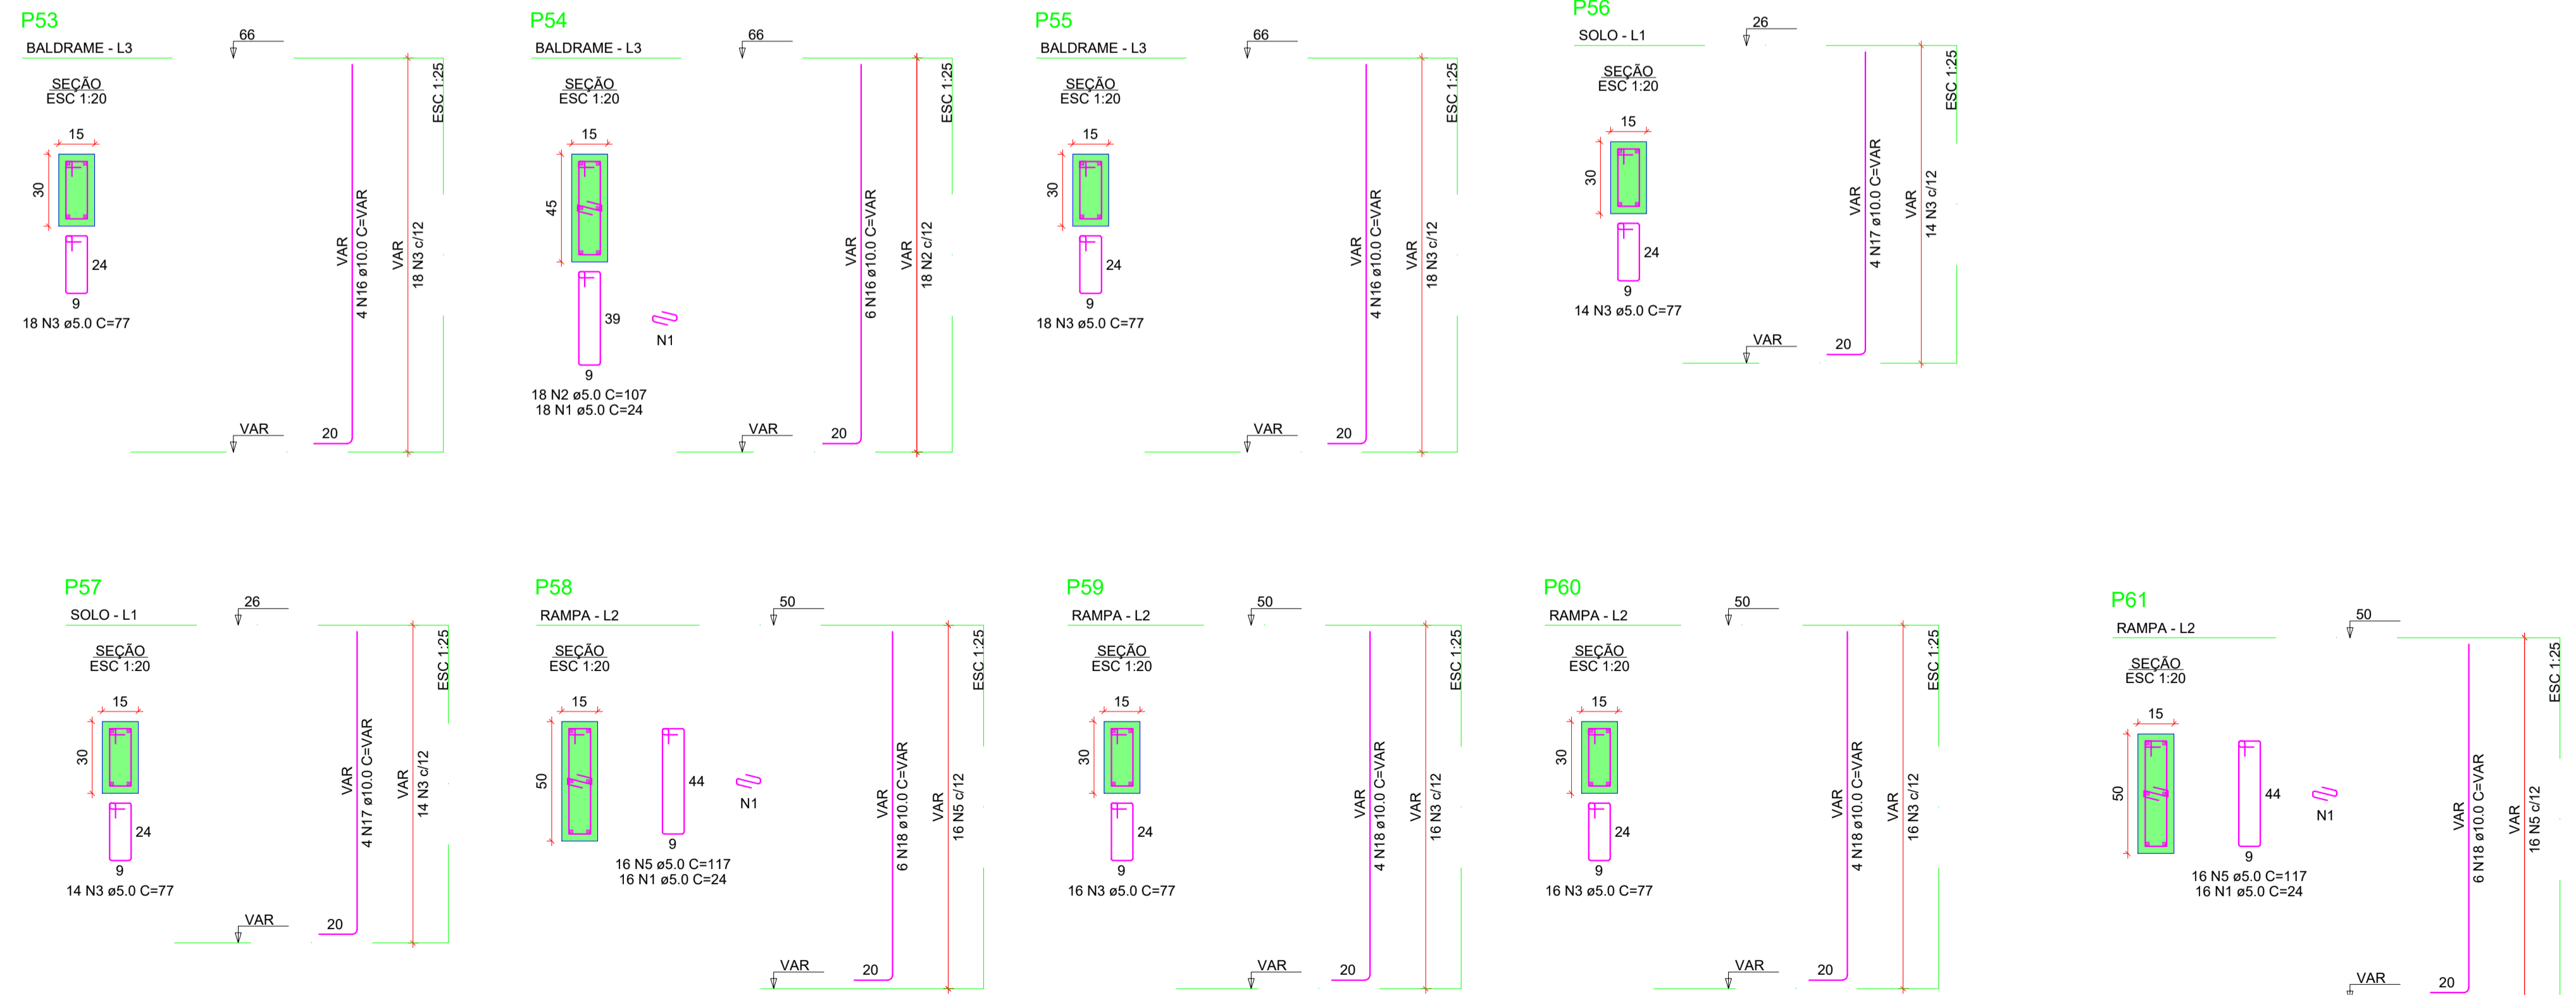 P53
BALDRAME - L3
66
SEÇÃO
ESC 1:20
15
30
24
9
18 N3 ø5.0 C=77
VAR
20
VAR
4 N16 ø10.0 C=VAR
VAR
18 N3 c/12
ESC 1:25
P54
BALDRAME - L3
66
SEÇÃO
ESC 1:20
15
45
39
9
N1
18 N2 ø5.0 C=107
18 N1 ø5.0 C=24
VAR
20
VAR
6 N16 ø10.0 C=VAR
VAR
18 N2 c/12
ESC 1:25
P55
BALDRAME - L3
66
SEÇÃO
ESC 1:20
15
30
24
9
18 N3 ø5.0 C=77
VAR
20
VAR
4 N16 ø10.0 C=VAR
VAR
18 N3 c/12
ESC 1:25
P56
SOLO - L1
26
SEÇÃO
ESC 1:20
15
30
24
9
14 N3 ø5.0 C=77
VAR
20
VAR
4 N17 ø10.0 C=VAR
VAR
14 N3 c/12
ESC 1:25
P57
SOLO - L1
26
SEÇÃO
ESC 1:20
15
30
24
9
14 N3 ø5.0 C=77
VAR
20
VAR
4 N17 ø10.0 C=VAR
VAR
14 N3 c/12
ESC 1:25
P58
RAMPA - L2
50
SEÇÃO
ESC 1:20
15
50
44
9
N1
16 N5 ø5.0 C=117
16 N1 ø5.0 C=24
VAR
20
VAR
6 N18 ø10.0 C=VAR
VAR
16 N5 c/12
ESC 1:25
P59
RAMPA - L2
50
SEÇÃO
ESC 1:20
15
30
24
9
16 N3 ø5.0 C=77
VAR
20
VAR
4 N18 ø10.0 C=VAR
VAR
16 N3 c/12
ESC 1:25
P60
RAMPA - L2
50
SEÇÃO
ESC 1:20
15
30
24
9
16 N3 ø5.0 C=77
VAR
20
VAR
4 N18 ø10.0 C=VAR
VAR
16 N3 c/12
ESC 1:25
P61
RAMPA - L2
50
SEÇÃO
ESC 1:20
15
50
44
9
N1
16 N5 ø5.0 C=117
16 N1 ø5.0 C=24
VAR
20
VAR
6 N18 ø10.0 C=VAR
VAR
16 N5 c/12
ESC 1:25